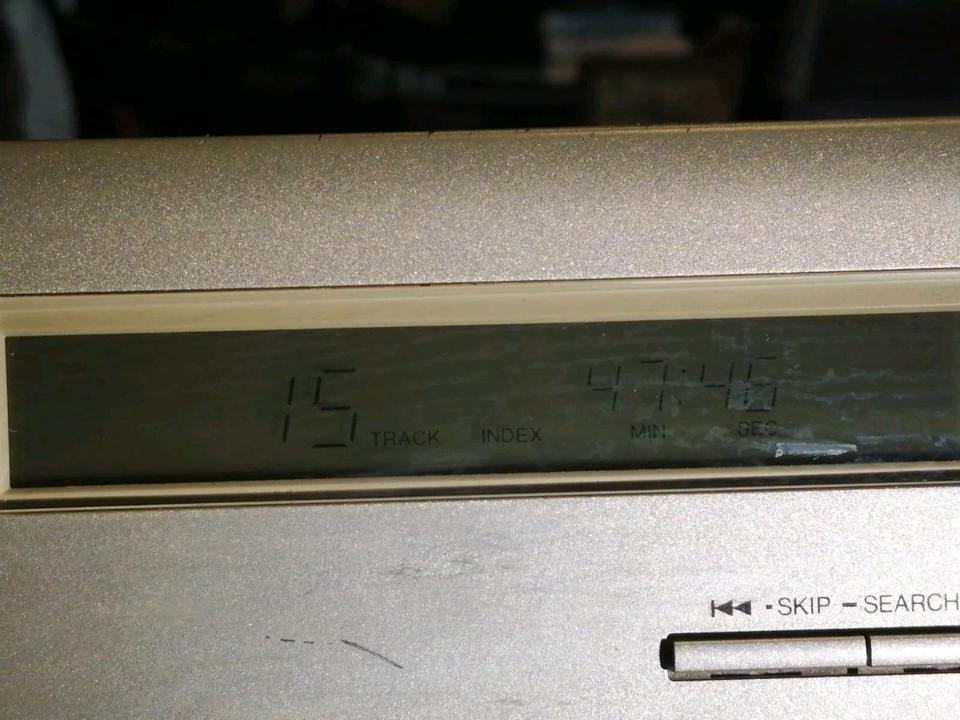 15 TRACK INDEX 47:46
MIN SEC
-SKIP – SEARCH